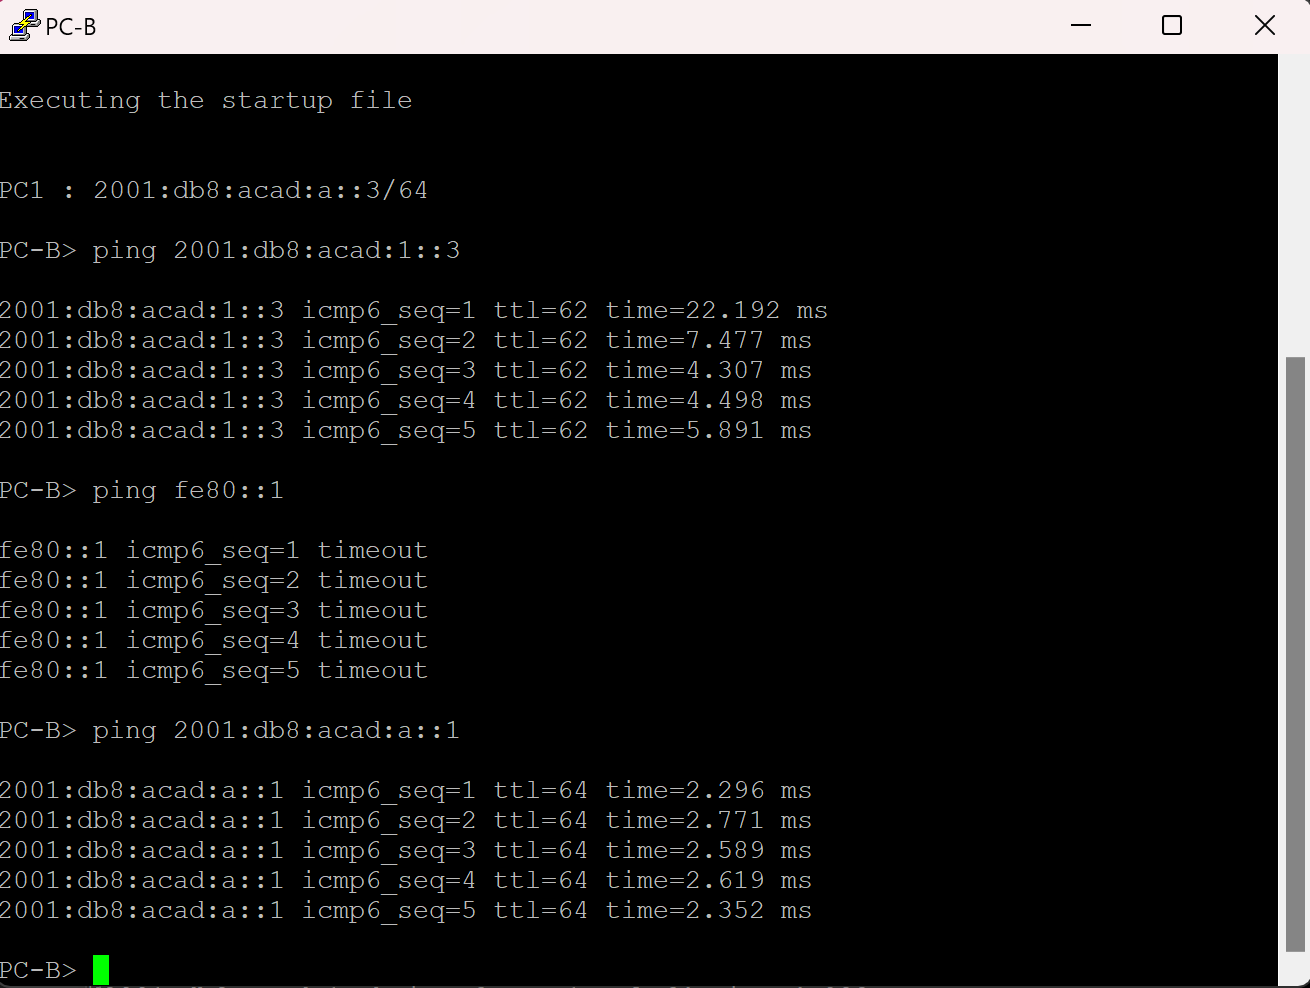 PC-B
Executing the startup file
PC1 : 2001:db8:acad:a::3/64
PC-B> ping 2001:db8:acad:1::3
2001:db8:acad:1::3 icmp6_seq=1 ttl=62 time=22.192 ms
2001:db8:acad:1::3 icmp6_seq=2 ttl=62 time=7.477 ms
2001:db8:acad:1::3 icmp6_seq=3 ttl=62 time=4.307 ms
2001:db8:acad:1::3 icmp6_seq=4 ttl=62 time=4.498 ms
2001:db8:acad:1::3 icmp6_seq=5 ttl=62 time=5.891 ms
PC-B> ping fe80::1
fe80::1 icmp6_seq=1 timeout
fe80::1 icmp6_seq=2 timeout
fe80::1 icmp6_seq=3 timeout
fe80::1 icmp6_seq=4 timeout
fe80::1 icmp6_seq=5 timeout
PC-B> ping 2001:db8:acad:a::1
2001:db8:acad:a::1 icmp6_seq=1 ttl=64 time=2.296 ms
2001:db8:acad:a::1 icmp6_seq=2 ttl=64 time=2.771 ms
2001:db8:acad:a::1 icmp6_seq=3 ttl=64 time=2.589 ms
2001:db8:acad:a::1 icmp6_seq=4 ttl=64 time=2.619 ms
2001:db8:acad:a::1 icmp6_seq=5 ttl=64 time=2.352 ms
PC-B>